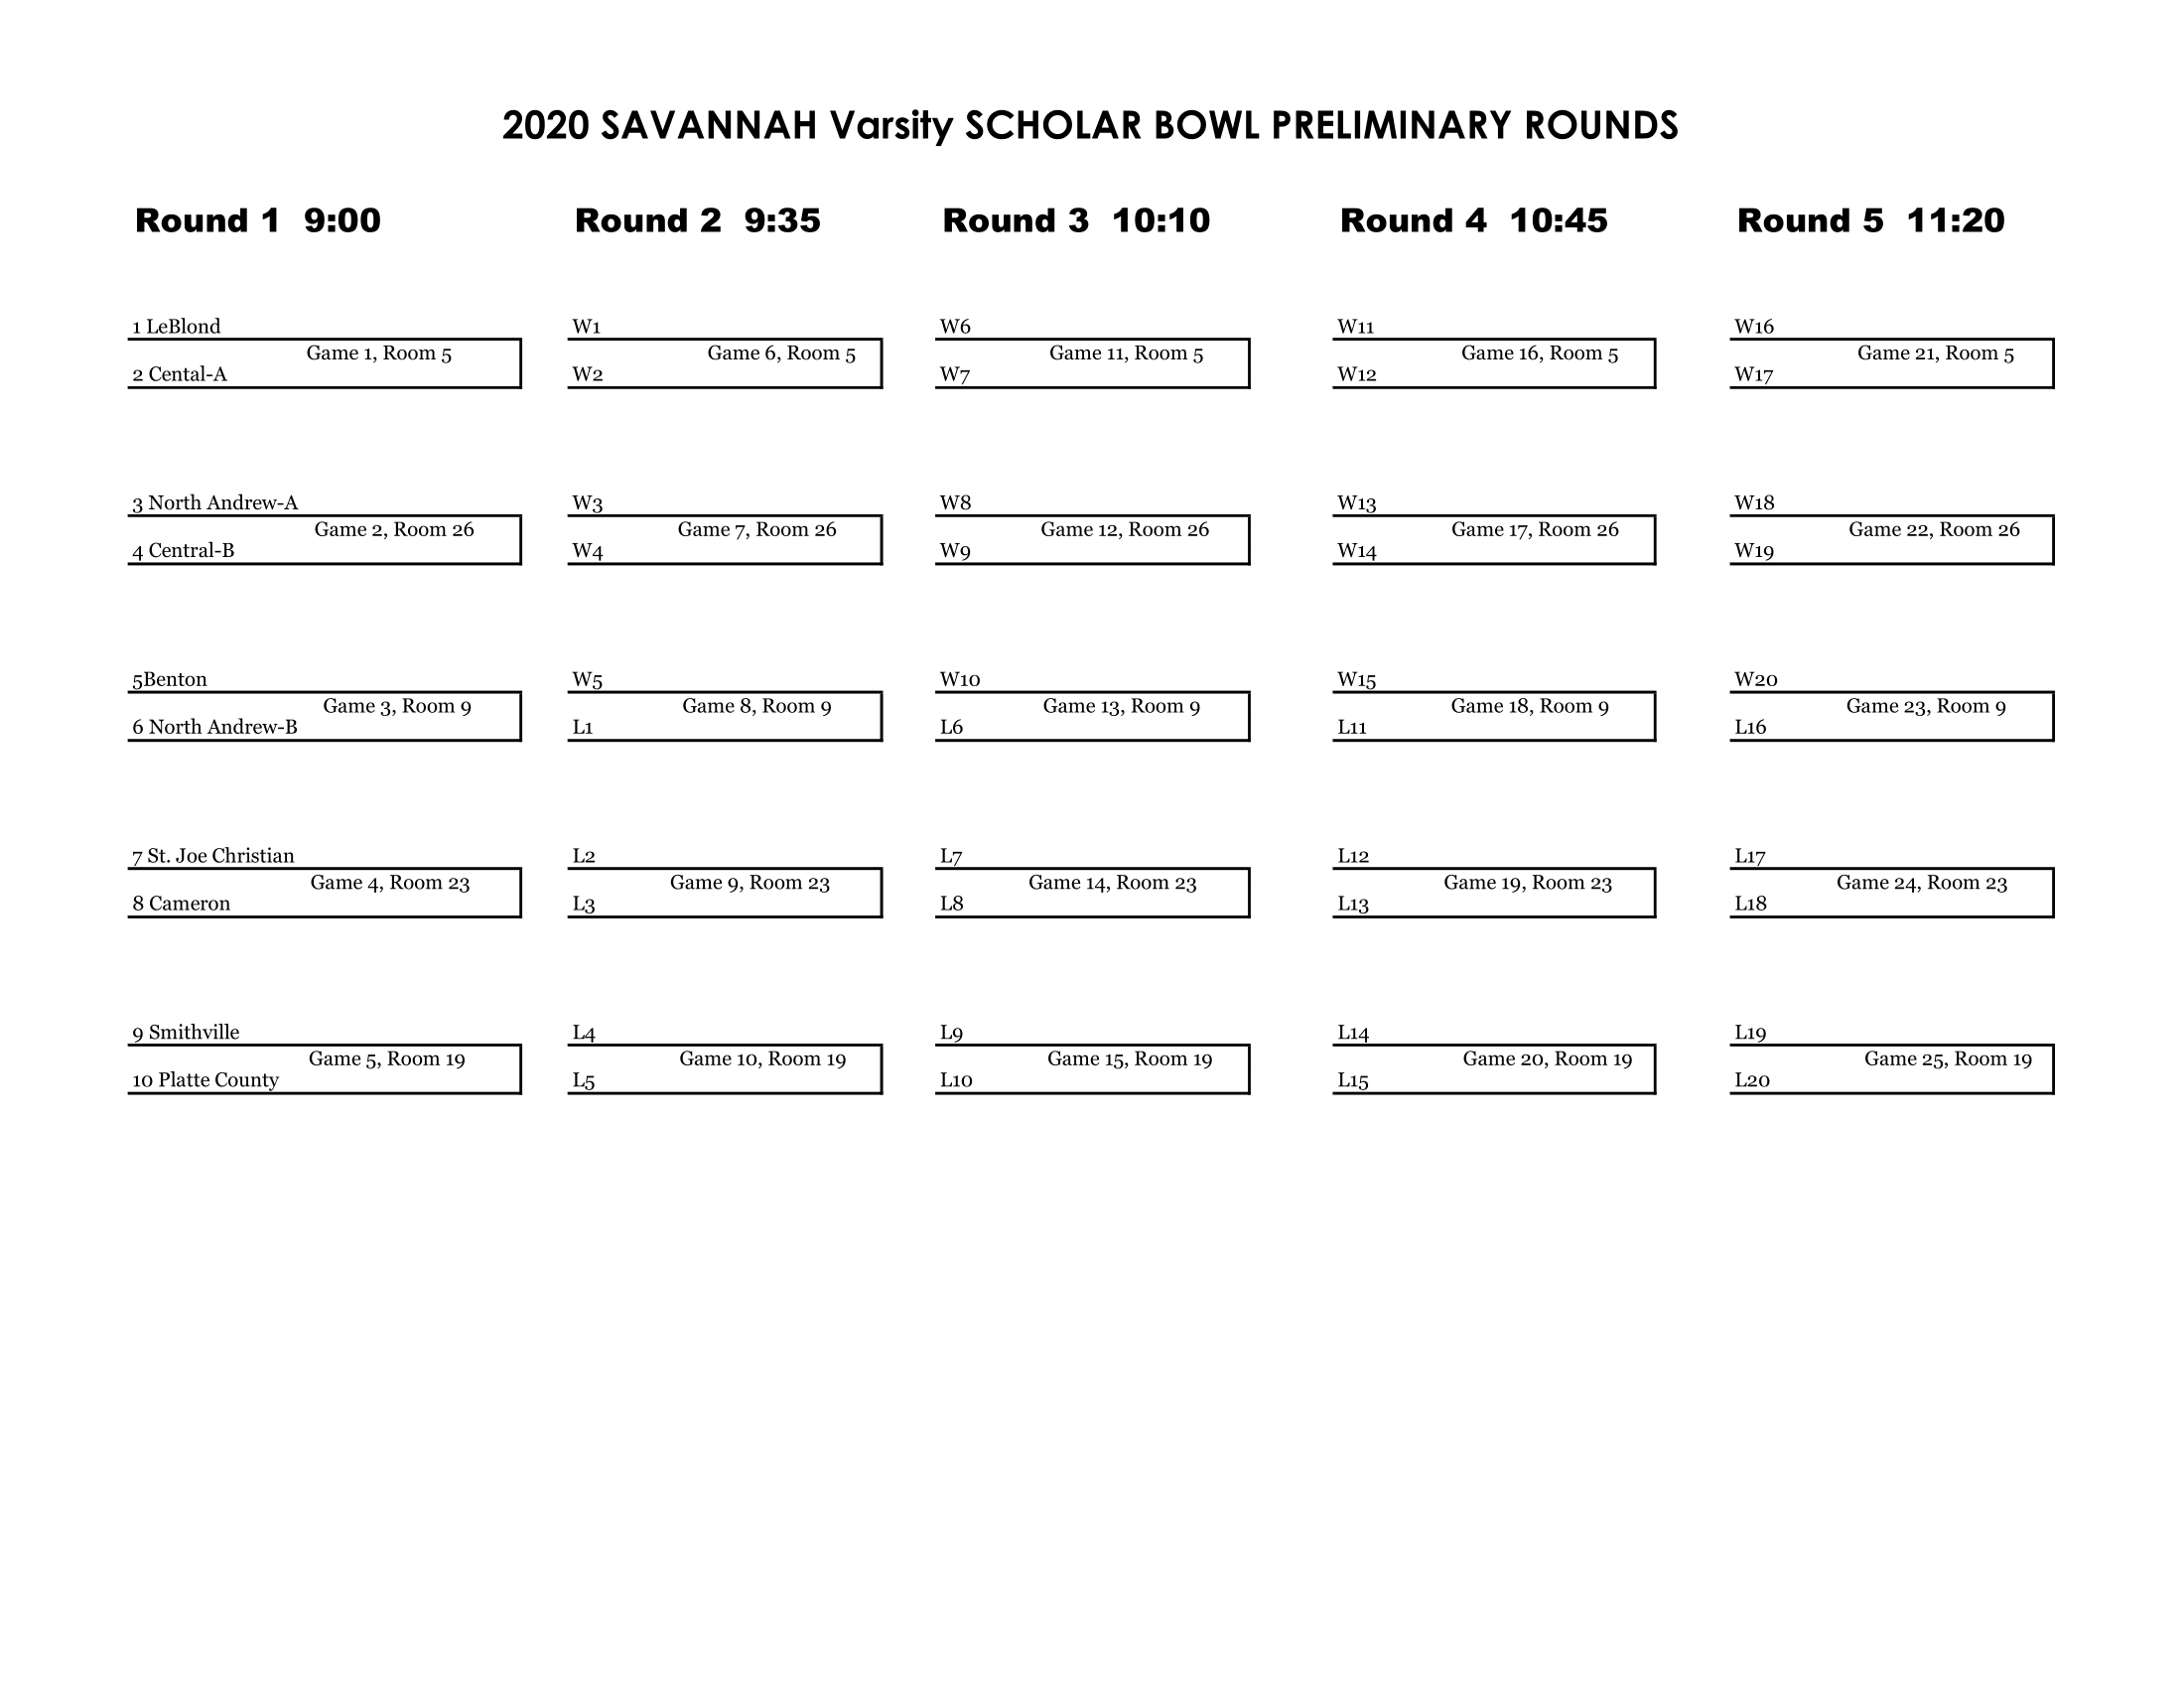 2020 SAVANNAH Varsity SCHOLAR BOWL PRELIMINARY ROUNDS
Round 1 9:00 Round 2 9:35 Round 3 10:10 Round 4 10:45 Round 5 11:20
1 LeBlond W1 W6 W11 W16
Game 1, Room 5 Game 6, Room 5 Game 11, Room 5 Game 16, Room 5 Game 21, Room 5
2 Cental-A W2 W7 W12 W17
3 North Andrew-A W3 W8 W13 W18
Game 2, Room 26 Game 7, Room 26 Game 12, Room 26 Game 17, Room 26 Game 22, Room 26
4 Central-B W4 W9 W14 W19
5Benton W5 W10 W15 W20
Game 3, Room 9 Game 8, Room 9 Game 13, Room 9 Game 18, Room 9 Game 23, Room 9
6 North Andrew-B L1 L6 L11 L16
7 St. Joe Christian L2 L7 L12 L17
Game 4, Room 23 Game 9, Room 23 Game 14, Room 23 Game 19, Room 23 Game 24, Room 23
8 Cameron L3 L8 L13 L18
9 Smithville L4 L9 L14 L19
Game 5, Room 19 Game 10, Room 19 Game 15, Room 19 Game 20, Room 19 Game 25, Room 19
10 Platte County L5 L10 L15 L20